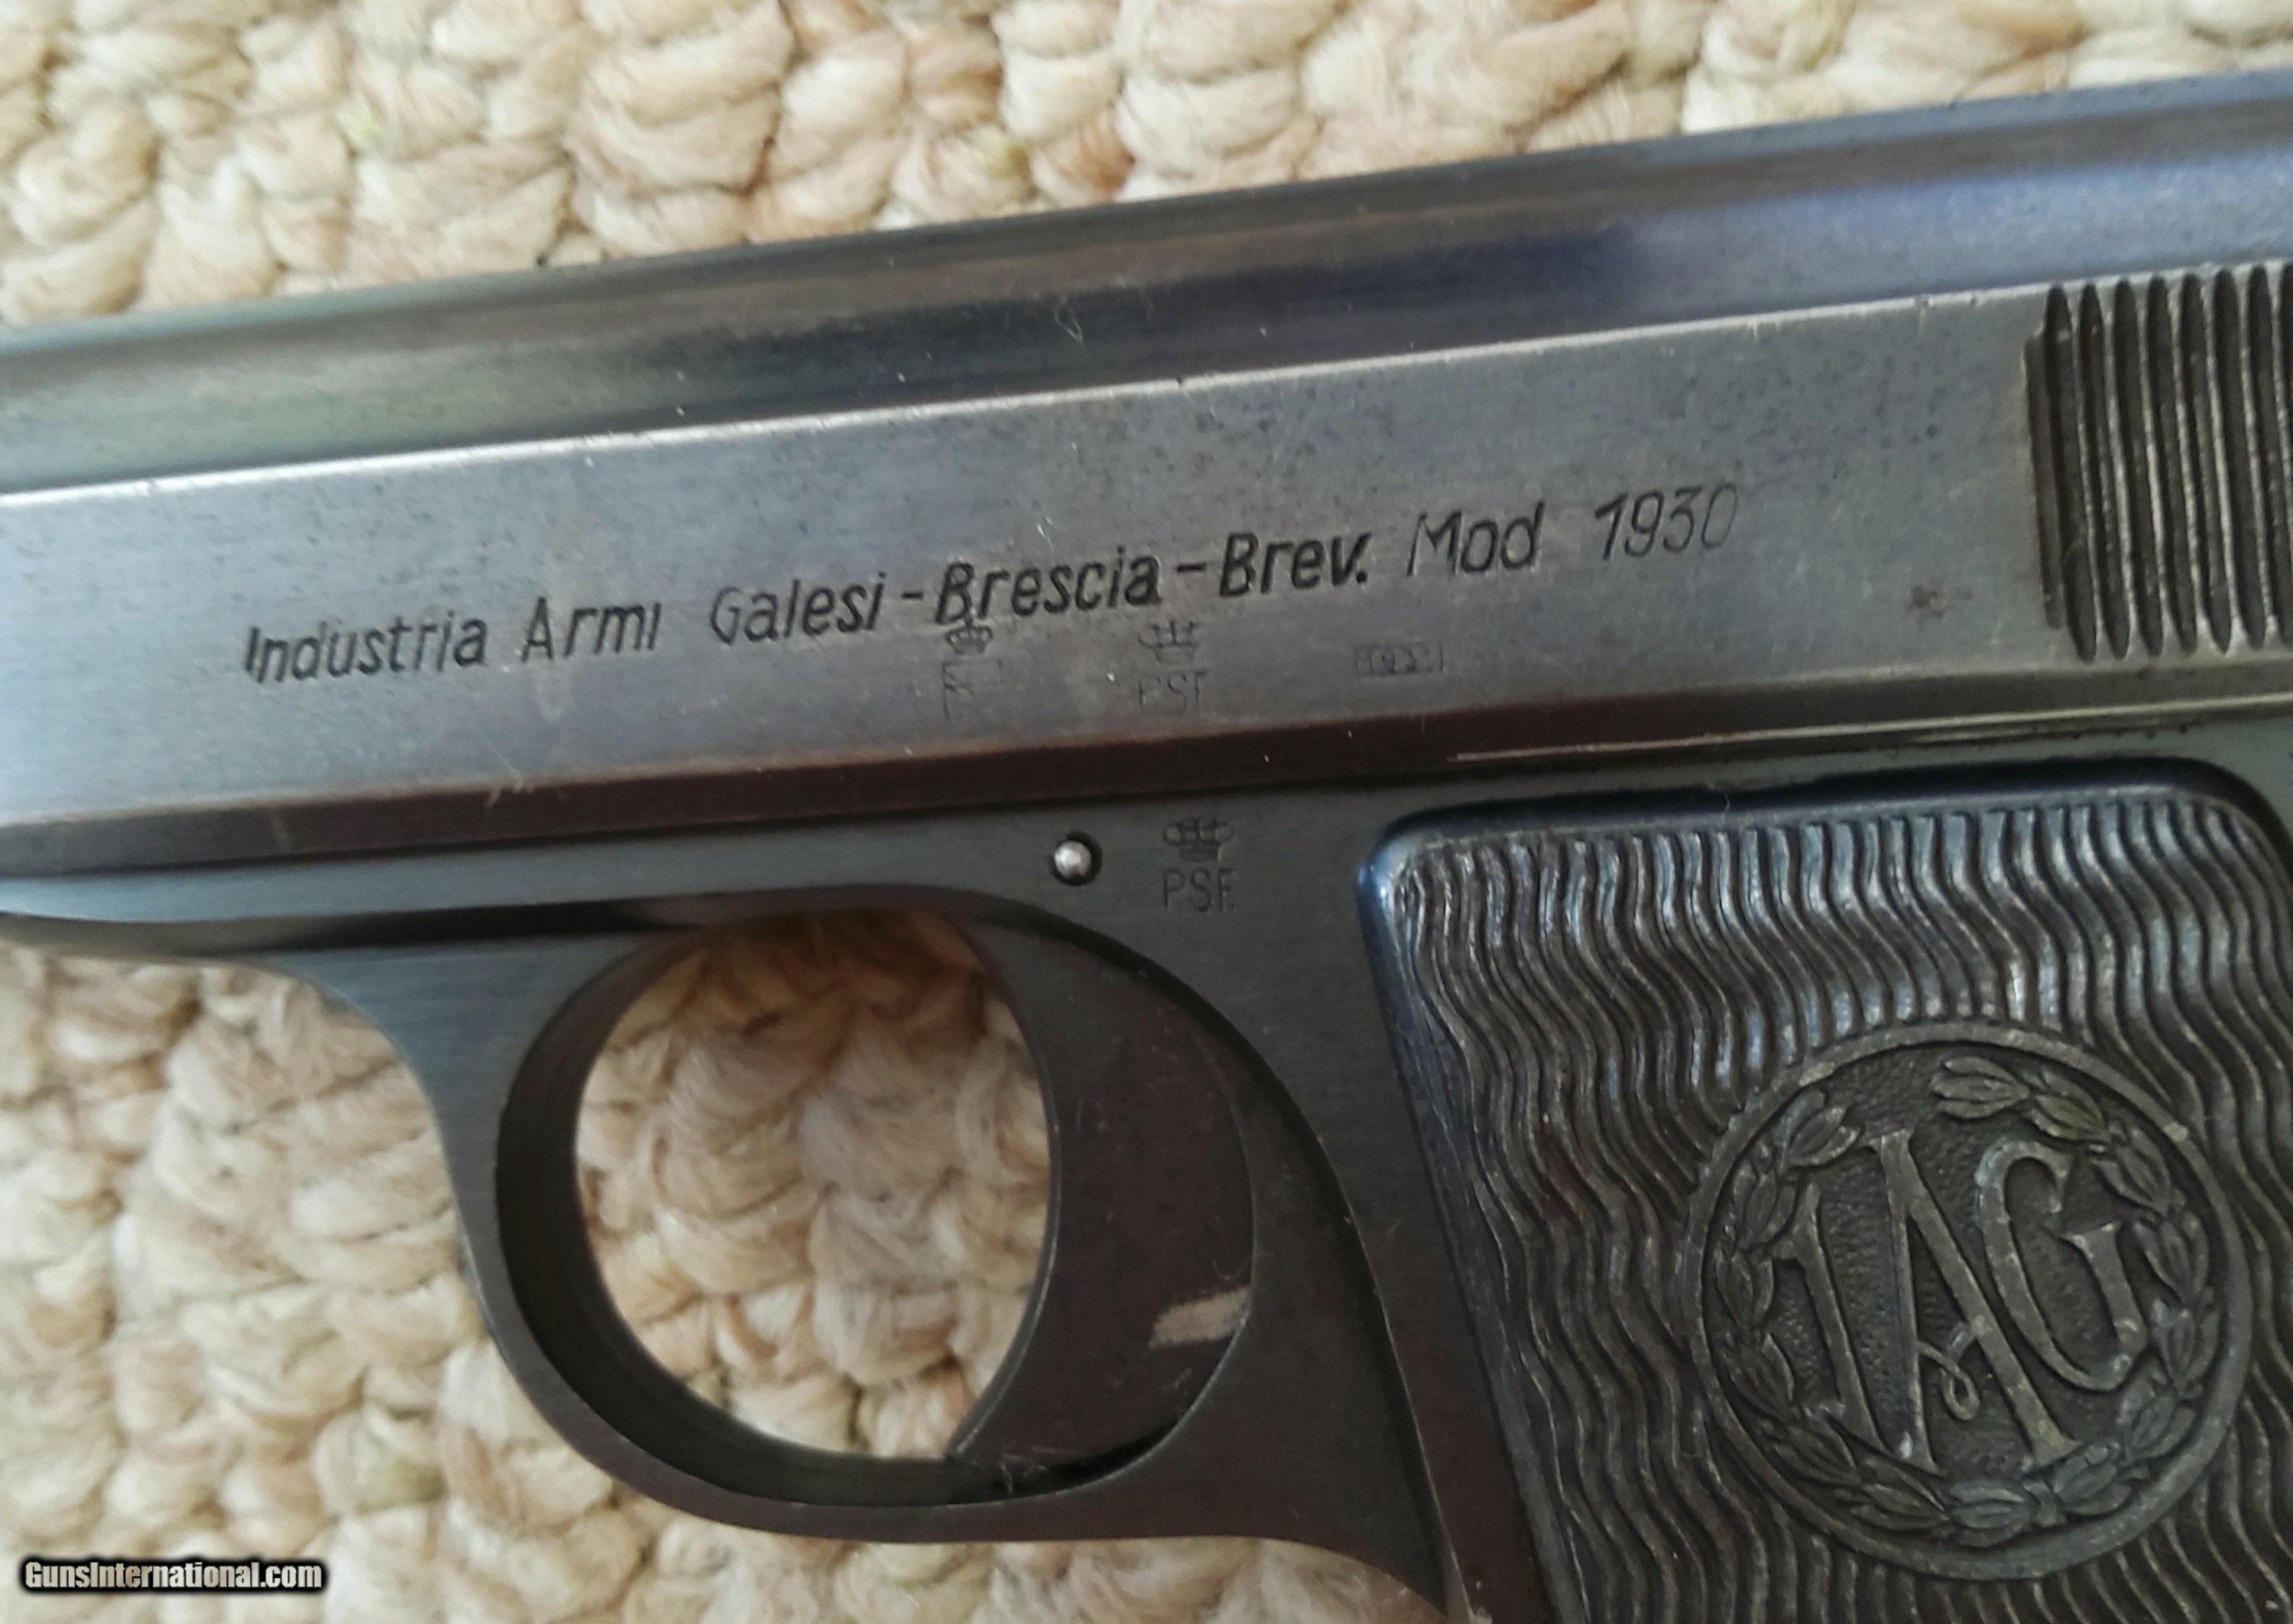 Industria Armi Galesi-Brescia-Brev. Mod 1930
PSF
PSF.
IAG
GunsInternational.com